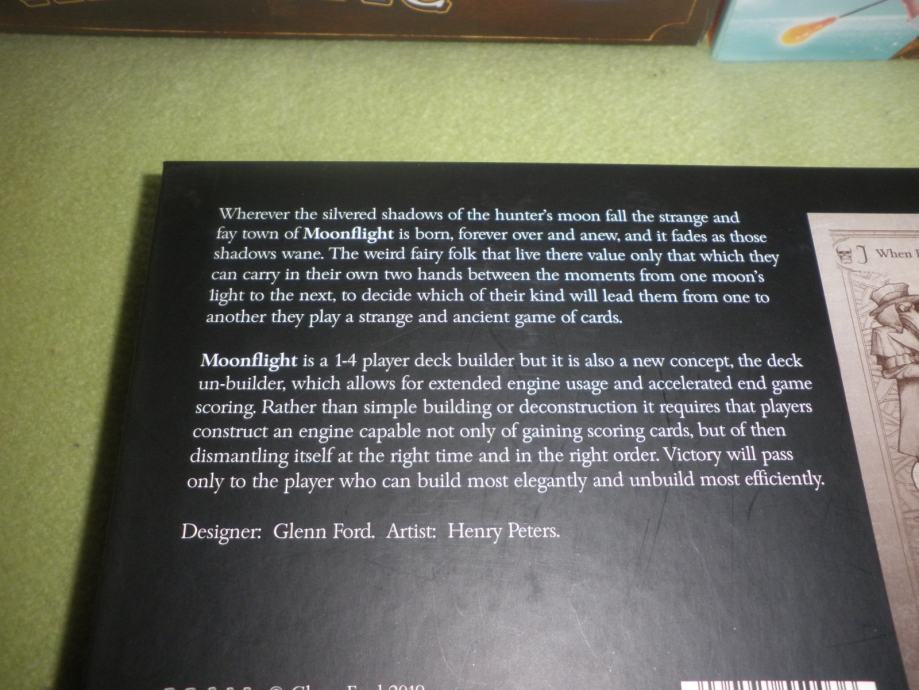 Wherever the silvered shadows of the hunter's moon fall the strange and
fay town of Moonflight is born, forever over and anew, and it fades as those
shadows wane. The weird fairy folk that live there value only that which they
can carry in their own two hands between the moments from one moon's
light to the next, to decide which of their kind will lead them from one to
another they play a strange and ancient game of cards.
Moonflight is a 1-4 player deck builder but it is also a new concept, the deck
un-builder, which allows for extended engine usage and accelerated end game
scoring. Rather than simple building or deconstruction it requires that players
construct an engine capable not only of gaining scoring cards, but of then
dismantling itself at the right time and in the right order. Victory will pass
only to the player who can build most elegantly and unbuild most efficiently.
Designer: Glenn Ford. Artist: Henry Peters.
J When
© Glenn Ford 2019